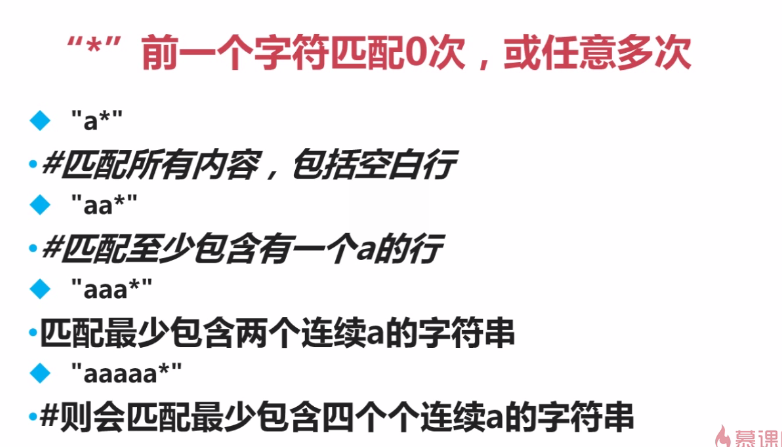 “*”前一个字符匹配0次，或任意多次
"a*"
#匹配所有内容，包括空白行
"aa*"
#匹配至少包含有一个a的行
"aaa*"
匹配最少包含两个连续a的字符串
"aaaaa*"
#则会匹配最少包含四个个连续a的字符串
慕课